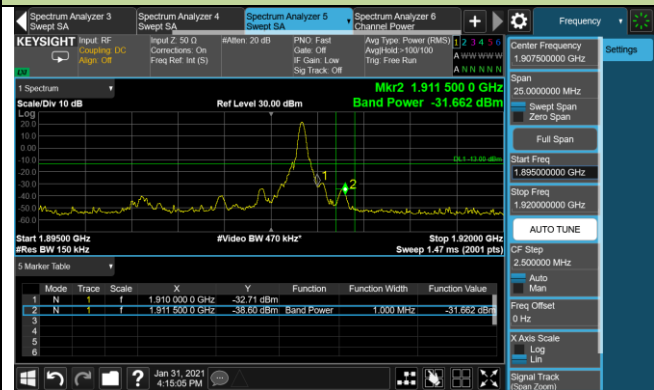 Spectrum Analyzer 3
Swept SA
Spectrum Analyzer 4
Swept SA
Spectrum Analyzer 5
Swept SA
Spectrum Analyzer 6
Channel Power
Frequency
KEYSIGHT
Input: RF
Coupling: DC
Align: Off
Input Z: 50 Ω
Corrections: On
Freq Ref: Int (S)
#Atten: 20 dB
PNO: Fast
Gate: Off
IF Gain: Low
Sig Track: Off
Avg Type: Power (RMS)
Avg|Hold:>100/100
Trig: Free Run
1 2 3 4 5 6
A W W W W W
A N N N N N
1 Spectrum
Scale/Div 10 dB
Ref Level 30.00 dBm
Mkr2 1.911 500 0 GHz
Band Power -31.662 dBm
Log
20.0
10.0
0.00
-10.0
-20.0
-30.0
-40.0
-50.0
-60.0
DL1 -13.00 dBm
1
2
Start 1.89500 GHz
#Video BW 470 kHz*
Stop 1.92000 GHz
#Res BW 150 kHz
Sweep 1.47 ms (2001 pts)
5 Marker Table
Mode Trace Scale X Y Function Function Width Function Value
1 N 1 f 1.910 000 0 GHz -32.71 dBm
2 N 1 f 1.911 500 0 GHz -38.60 dBm Band Power 1.000 MHz -31.662 dBm
3
4
5
6
Jan 31, 2021
4:15:05 PM
Center Frequency
1.907500000 GHz
Settings
Span
25.0000000 MHz
Swept Span
Zero Span
Full Span
Start Freq
1.895000000 GHz
Stop Freq
1.920000000 GHz
AUTO TUNE
CF Step
2.500000 MHz
Auto
Man
Freq Offset
0 Hz
X Axis Scale
Log
Lin
Signal Track
(Span Zoom)